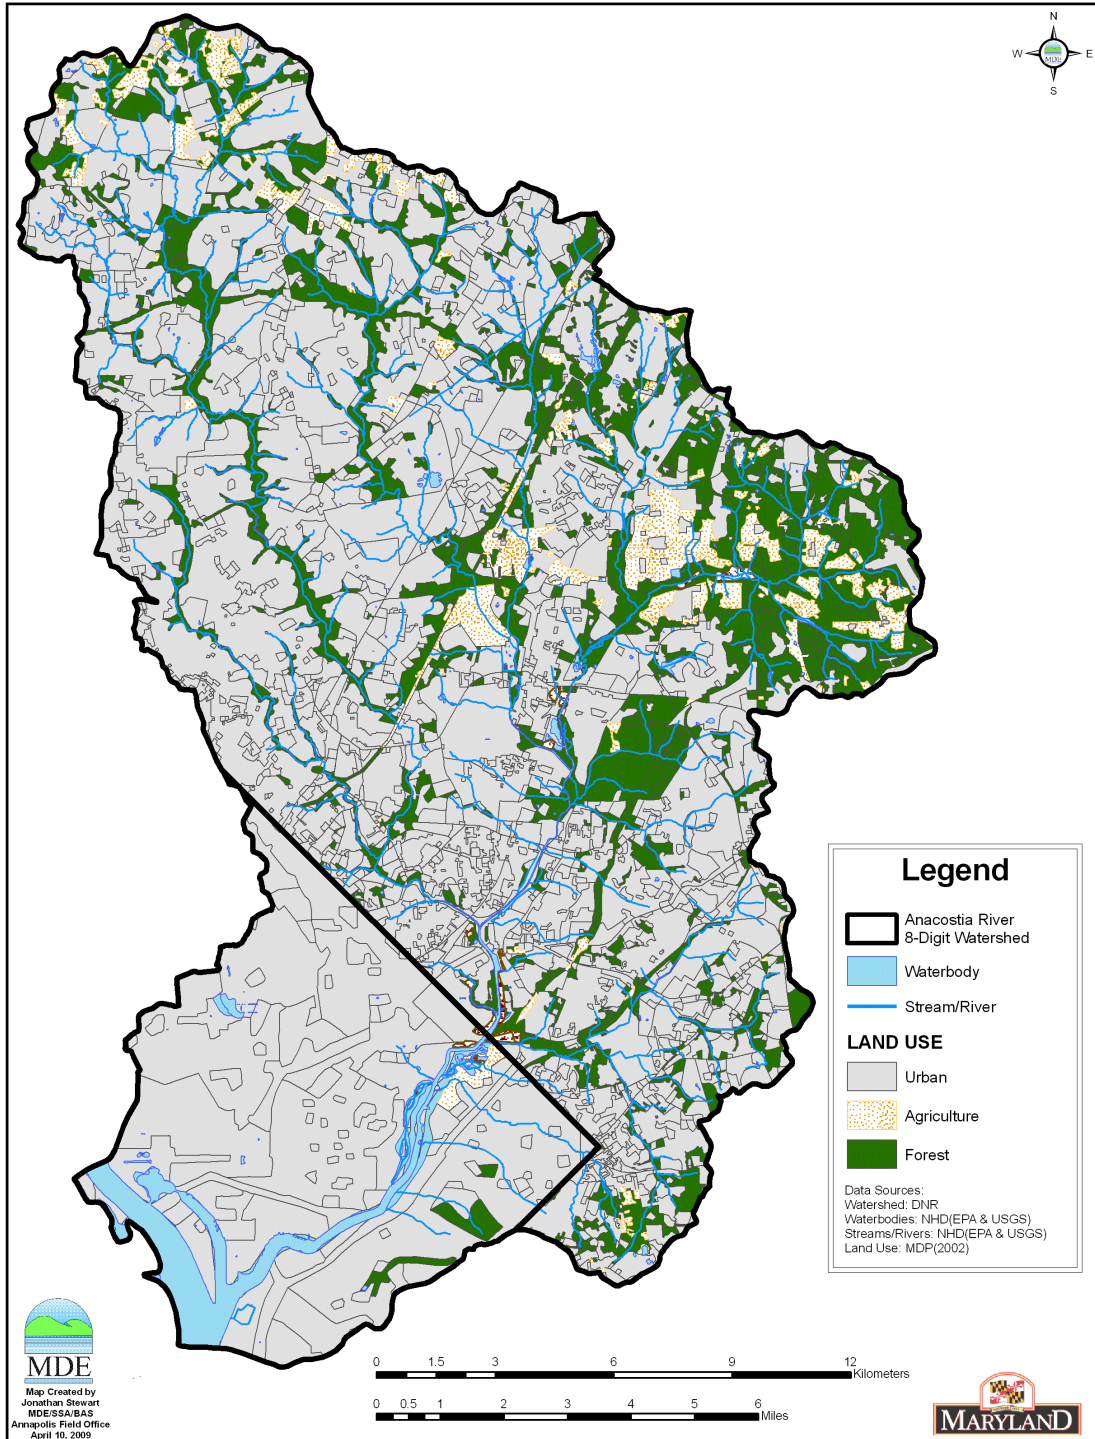 N
W
E
MDE
S
Legend
Anacostia River
8-Digit Watershed
Waterbody
Stream/River
LAND USE
Urban
Agriculture
Forest
Data Sources:
Watershed: DNR
Waterbodies: NHD(EPA & USGS)
Streams/Rivers: NHD(EPA & USGS)
Land Use: MDP(2002)
MDE
Map Created by
Jonathan Stewart
MDE/SSA/BAS
Annapolis Field Office
April 10, 2009
0 1.5 3 6 9 12
Kilometers
0 0.5 1 2 3 4 5 6
Miles
MARYLAND